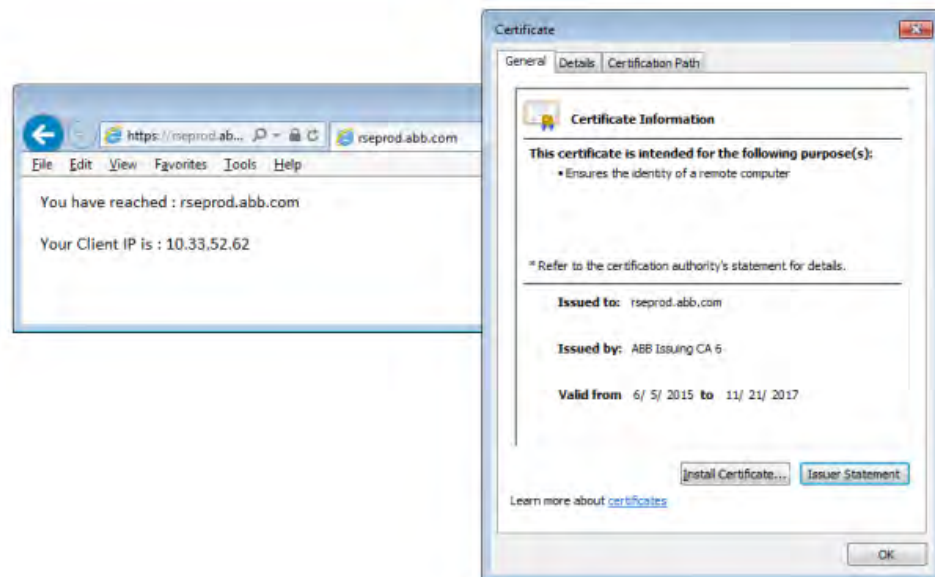 https://rseprod.ab...
rseprod.abb.com
File Edit View Favorites Tools Help
You have reached : rseprod.abb.com
Your Client IP is : 10.33.52.62
Certificate
General Details Certification Path
Certificate Information
This certificate is intended for the following purpose(s):
• Ensures the identity of a remote computer
* Refer to the certification authority's statement for details.
Issued to: rseprod.abb.com
Issued by: ABB Issuing CA 6
Valid from 6/ 5/ 2015 to 11/ 21/ 2017
Install Certificate... Issuer Statement
Learn more about certificates
OK